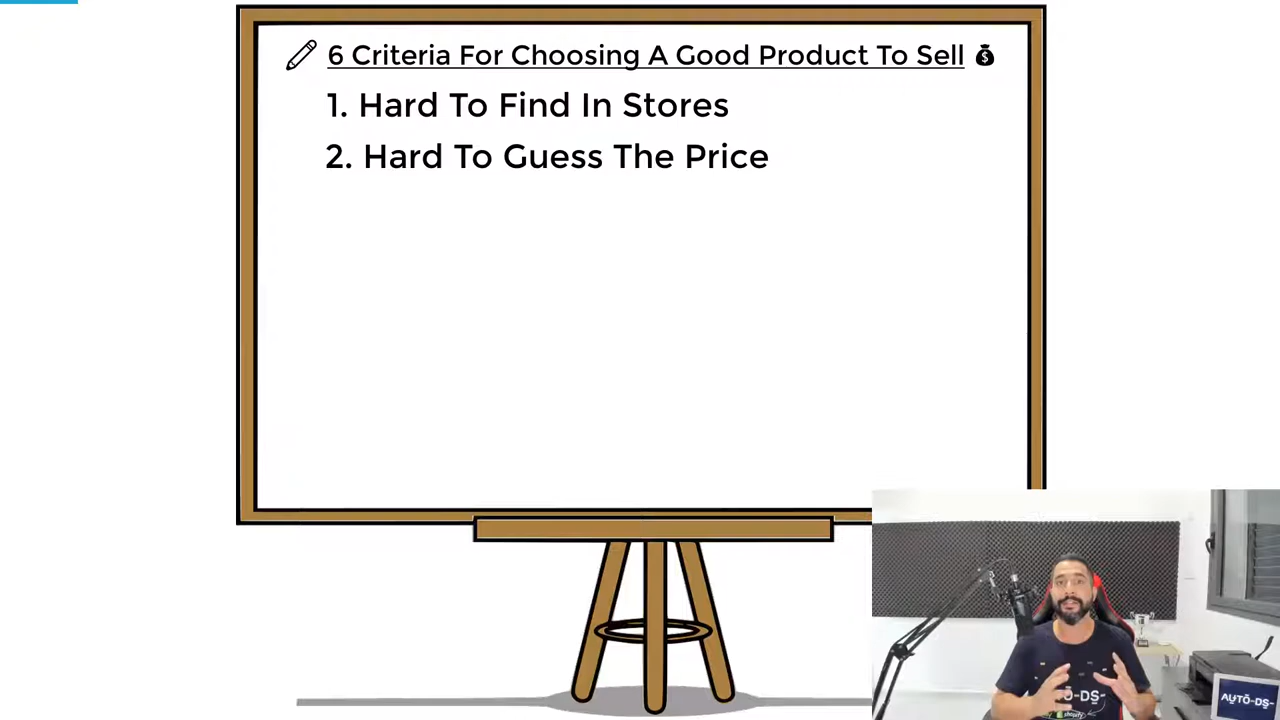 6 Criteria For Choosing A Good Product To Sell
1. Hard To Find In Stores
2. Hard To Guess The Price
AUTO-DS-
shopify